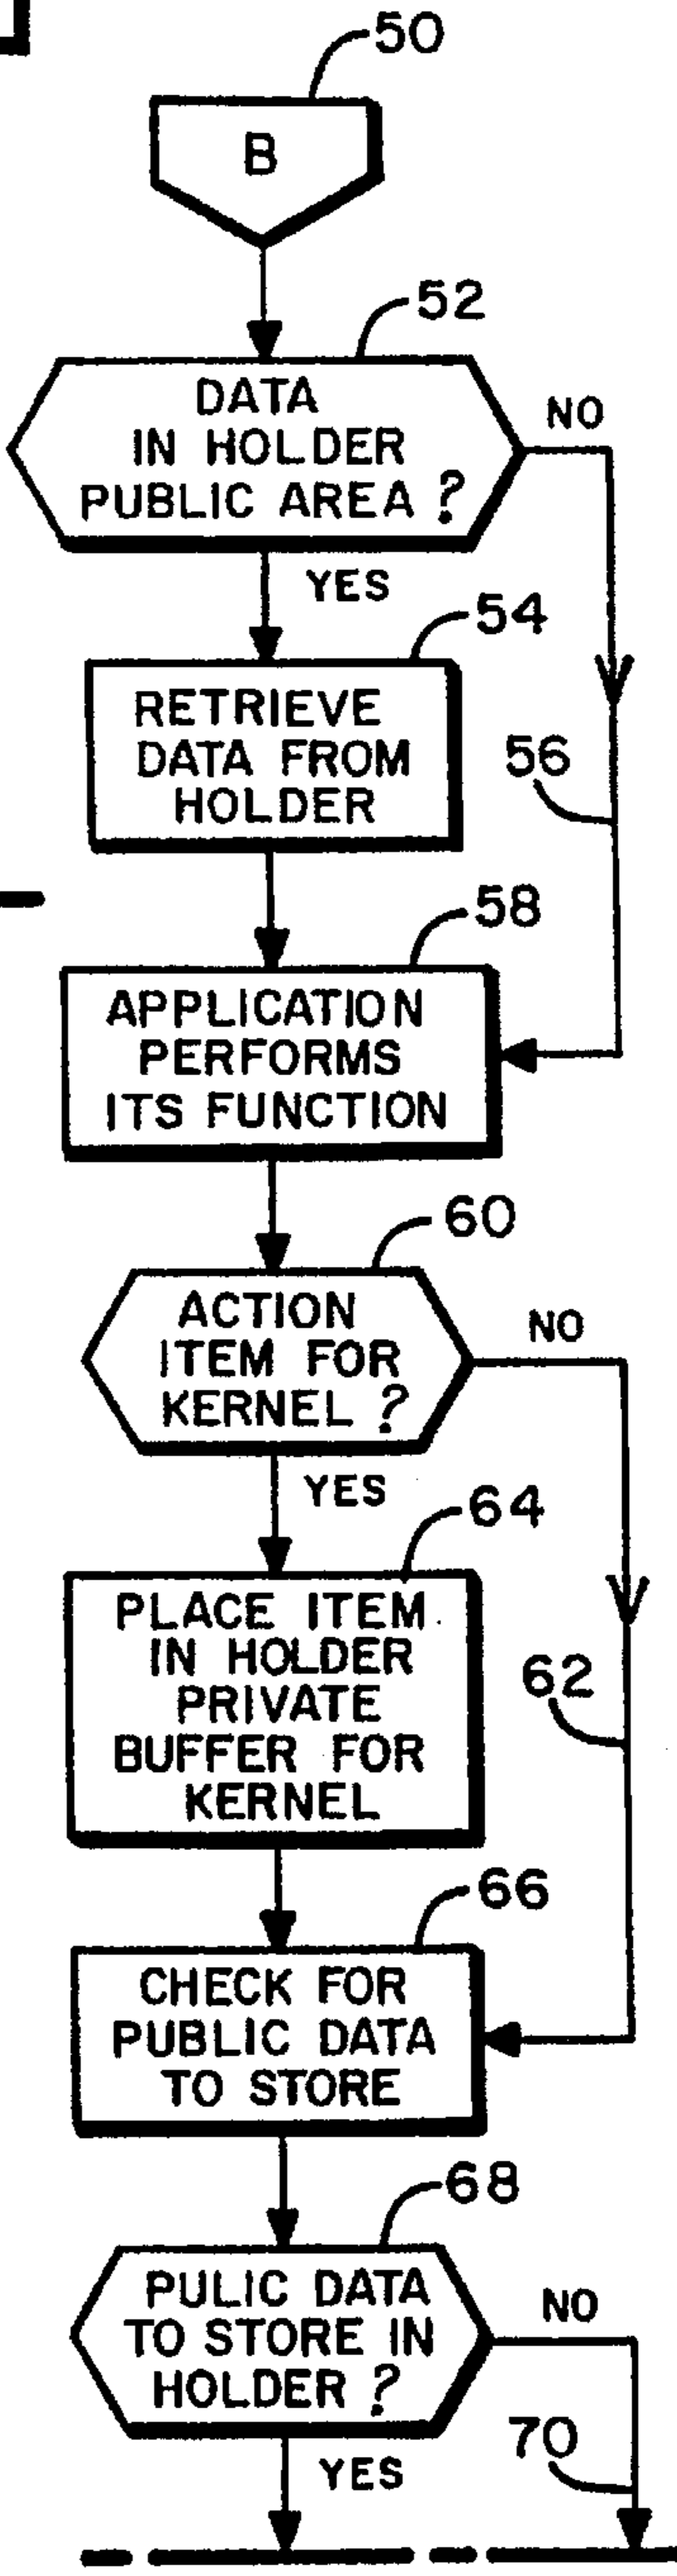 50
B
52
DATA
IN HOLDER
PUBLIC AREA ?
NO
YES
54
RETRIEVE
DATA FROM
HOLDER
56
58
APPLICATION
PERFORMS
ITS FUNCTION
60
ACTION
ITEM FOR
KERNEL ?
NO
YES
64
PLACE ITEM
IN HOLDER
PRIVATE
BUFFER FOR
KERNEL
62
66
CHECK FOR
PUBLIC DATA
TO STORE
68
PULIC DATA
TO STORE IN
HOLDER ?
NO
70
YES